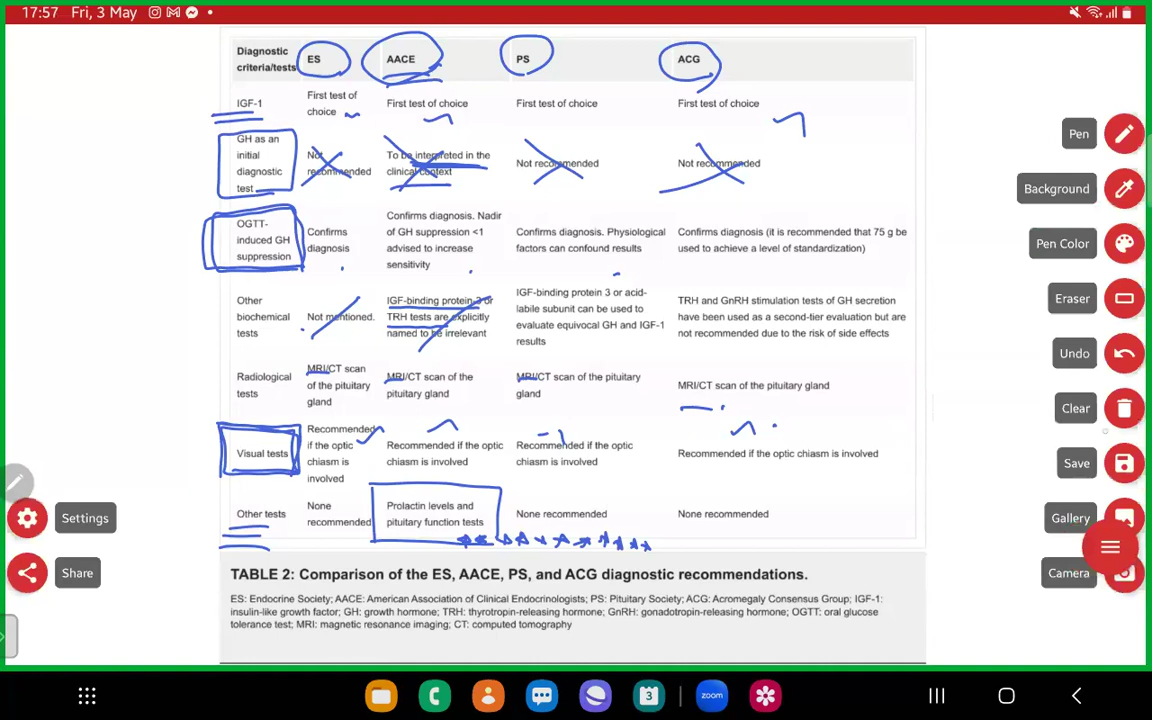 17:57 Fri, 3 May
Diagnostic
criteria/tests
ES
AACE
PS
ACG
IGF-1
First test of
choice
First test of choice
First test of choice
First test of choice
GH as an
initial
diagnostic
test
Not
recommended
To be interpreted in the
clinical context
Not recommended
Not recommended
OGTT-
induced GH
suppression
Confirms
diagnosis
Confirms diagnosis. Nadir
of GH suppression <1
advised to increase
sensitivity
Confirms diagnosis. Physiological
factors can confound results
Confirms diagnosis (it is recommended that 75 g be
used to achieve a level of standardization)
Other
biochemical
tests
Not mentioned.
IGF-binding protein-3 or
TRH tests are explicitly
named to be irrelevant
IGF-binding protein 3 or acid-
labile subunit can be used to
evaluate equivocal GH and IGF-1
results
TRH and GnRH stimulation tests of GH secretion
have been used as a second-tier evaluation but are
not recommended due to the risk of side effects
Radiological
tests
MRI/CT scan
of the pituitary
gland
MRI/CT scan of the
pituitary gland
MRI/CT scan of the pituitary
gland
MRI/CT scan of the pituitary gland
Visual tests
Recommended
if the optic
chiasm is
involved
Recommended if the optic
chiasm is involved
Recommended if the optic
chiasm is involved
Recommended if the optic chiasm is involved
Other tests
None
recommended
Prolactin levels and
pituitary function tests
None recommended
None recommended
TABLE 2: Comparison of the ES, AACE, PS, and ACG diagnostic recommendations.
ES: Endocrine Society; AACE: American Association of Clinical Endocrinologists; PS: Pituitary Society; ACG: Acromegaly Consensus Group; IGF-1:
insulin-like growth factor; GH: growth hormone; TRH: thyrotropin-releasing hormone; GnRH: gonadotropin-releasing hormone; OGTT: oral glucose
tolerance test; MRI: magnetic resonance imaging; CT: computed tomography
Pen
Background
Pen Color
Eraser
Undo
Clear
Save
Gallery
Camera
Settings
Share
3
zoom